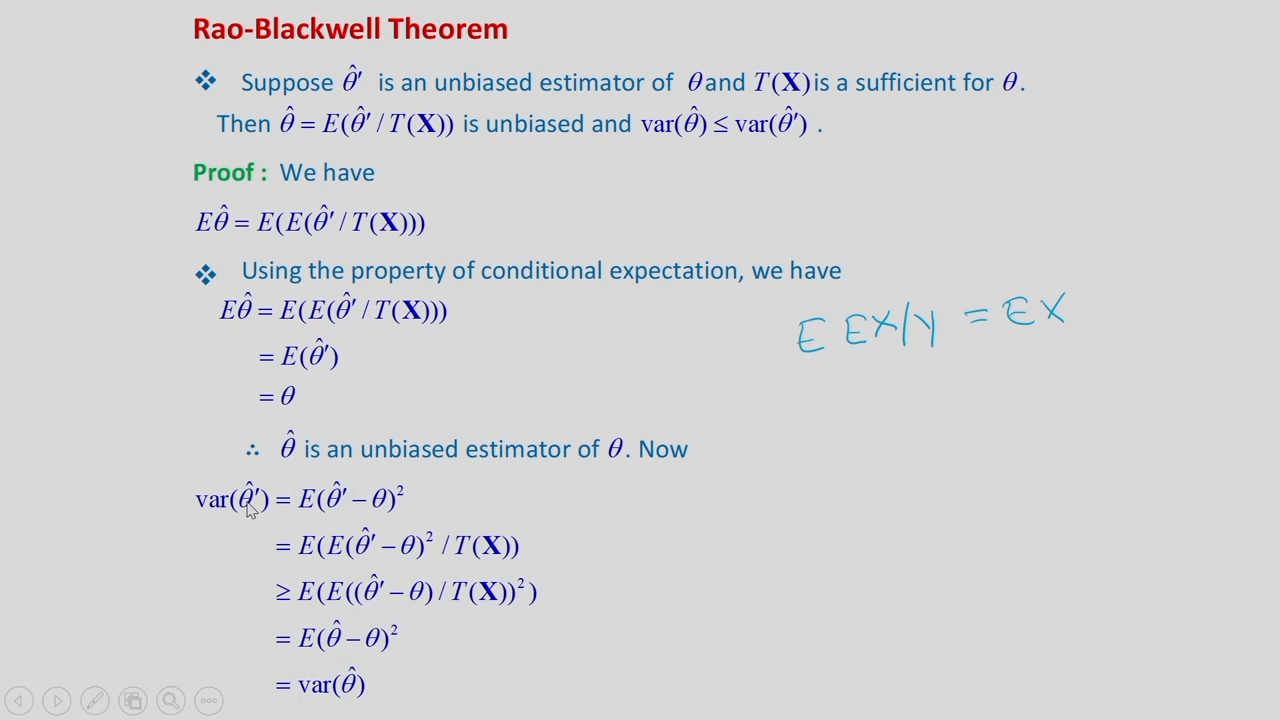 Rao-Blackwell Theorem
❖ Suppose θ̂′ is an unbiased estimator of θ and T(X) is a sufficient for θ.
Then θ̂ = E(θ̂′ / T(X)) is unbiased and var(θ̂) ≤ var(θ̂′) .
Proof : We have
Eθ̂ = E(E(θ̂′ / T(X)))
❖ Using the property of conditional expectation, we have
Eθ̂ = E(E(θ̂′ / T(X)))
E EX/Y = EX
= E(θ̂′)
= θ
∴ θ̂ is an unbiased estimator of θ. Now
var(θ̂′) = E(θ̂′ − θ)²
= E(E(θ̂′ − θ)² / T(X))
≥ E(E((θ̂′ − θ) / T(X))²)
= E(θ̂ − θ)²
= var(θ̂)